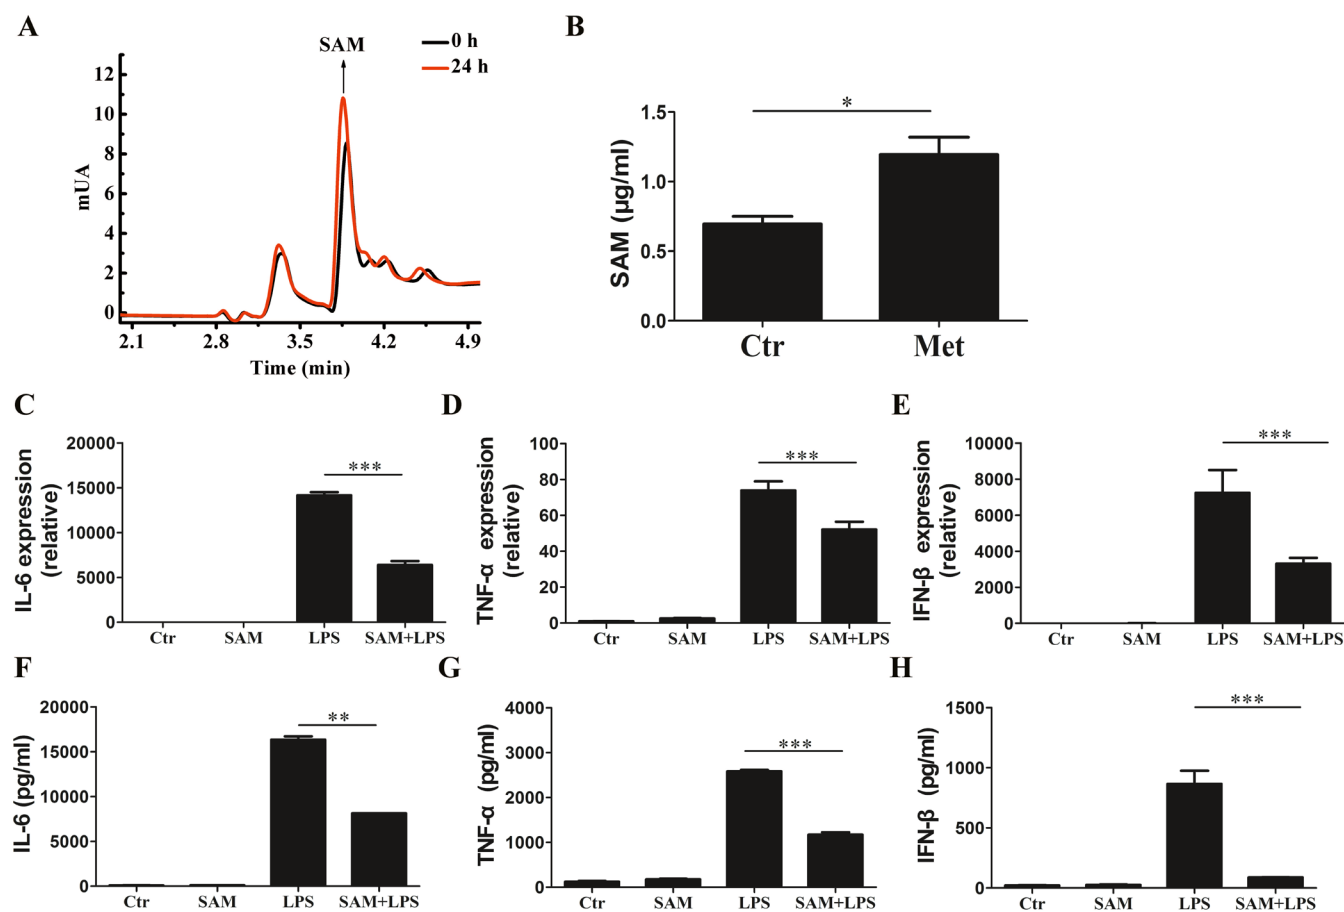 A
SAM
0 h
24 h
12
10
8
6
4
2
0
mUA
2.1 2.8 3.5 4.2 4.9
Time (min)
B
*
1.5
1.0
0.5
0.0
SAM (μg/ml)
Ctr Met
C
20000
15000
10000
5000
0
IL-6 expression
(relative)
***
Ctr SAM LPS SAM+LPS
D
100
80
60
40
20
0
TNF-α expression
(relative)
***
Ctr SAM LPS SAM+LPS
E
10000
8000
6000
4000
2000
0
IFN-β expression
(relative)
***
Ctr SAM LPS SAM+LPS
F
20000
15000
10000
5000
0
IL-6 (pg/ml)
**
Ctr SAM LPS SAM+LPS
G
4000
3000
2000
1000
0
TNF-α (pg/ml)
***
Ctr SAM LPS SAM+LPS
H
1500
1000
500
0
IFN-β (pg/ml)
***
Ctr SAM LPS SAM+LPS